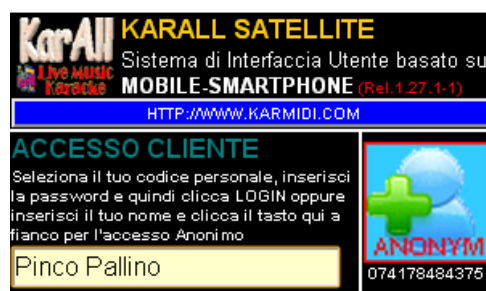 KarAll
Live Music
Karaoke
KARALL SATELLITE
Sistema di Interfaccia Utente basato su
MOBILE-SMARTPHONE (Rel.1.27.1-1)
HTTP://WWW.KARMIDI.COM
ACCESSO CLIENTE
Seleziona il tuo codice personale, inserisci
la password e quindi clicca LOGIN oppure
inserisci il tuo nome e clicca il tasto qui a
fianco per l'accesso Anonimo
Pinco Pallino
ANONYM
074178484375